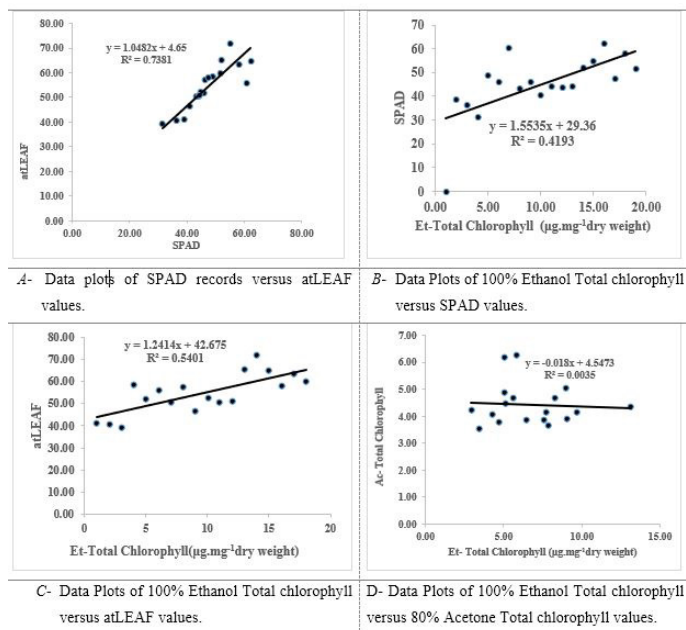 80.00
70.00
60.00
50.00
40.00
30.00
20.00
10.00
0.00
atLEAF
y = 1.0482x + 4.65
R² = 0.7381
0.00 20.00 40.00 60.00 80.00
SPAD
A- Data plots of SPAD records versus atLEAF
values.
70
60
50
40
30
20
10
0
SPAD
y = 1.5535x + 29.36
R² = 0.4193
0.00 5.00 10.00 15.00 20.00
Et-Total Chlorophyll (µg.mg-¹dry weight)
B- Data Plots of 100% Ethanol Total chlorophyll
versus SPAD values.
80.00
70.00
60.00
50.00
40.00
30.00
20.00
10.00
0.00
atLEAF
y = 1.2414x + 42.675
R² = 0.5401
0 5 10 15 20
Et-Total Chlorophyll(µg.mg-¹dry weight)
C- Data Plots of 100% Ethanol Total chlorophyll
versus atLEAF values.
7.00
6.00
5.00
4.00
3.00
2.00
1.00
0.00
Ac- Total Chlorophyll
y = -0.018x + 4.5473
R² = 0.0035
0.00 5.00 10.00 15.00
Et- Total Chlorophyll (µg.mg-¹dry weight)
D- Data Plots of 100% Ethanol Total chlorophyll
versus 80% Acetone Total chlorophyll values.